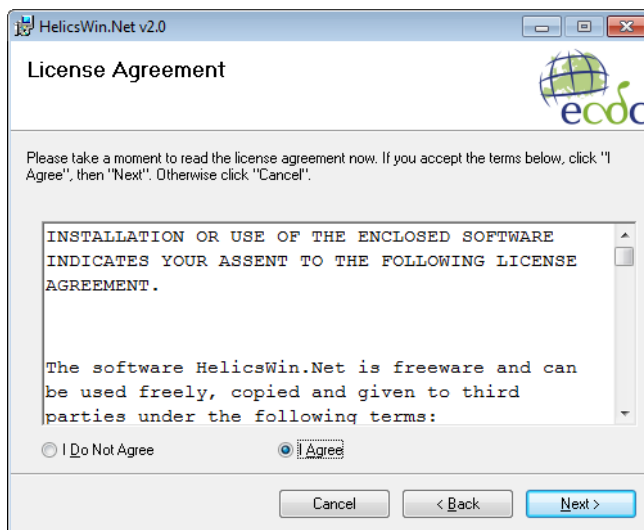 HelicsWin.Net v2.0
License Agreement
ecdc
Please take a moment to read the license agreement now. If you accept the terms below, click "I
Agree", then "Next". Otherwise click "Cancel".
INSTALLATION OR USE OF THE ENCLOSED SOFTWARE
INDICATES YOUR ASSENT TO THE FOLLOWING LICENSE
AGREEMENT.
The software HelicsWin.Net is freeware and can
be used freely, copied and given to third
parties under the following terms:
I Do Not Agree
I Agree
Cancel
< Back
Next >